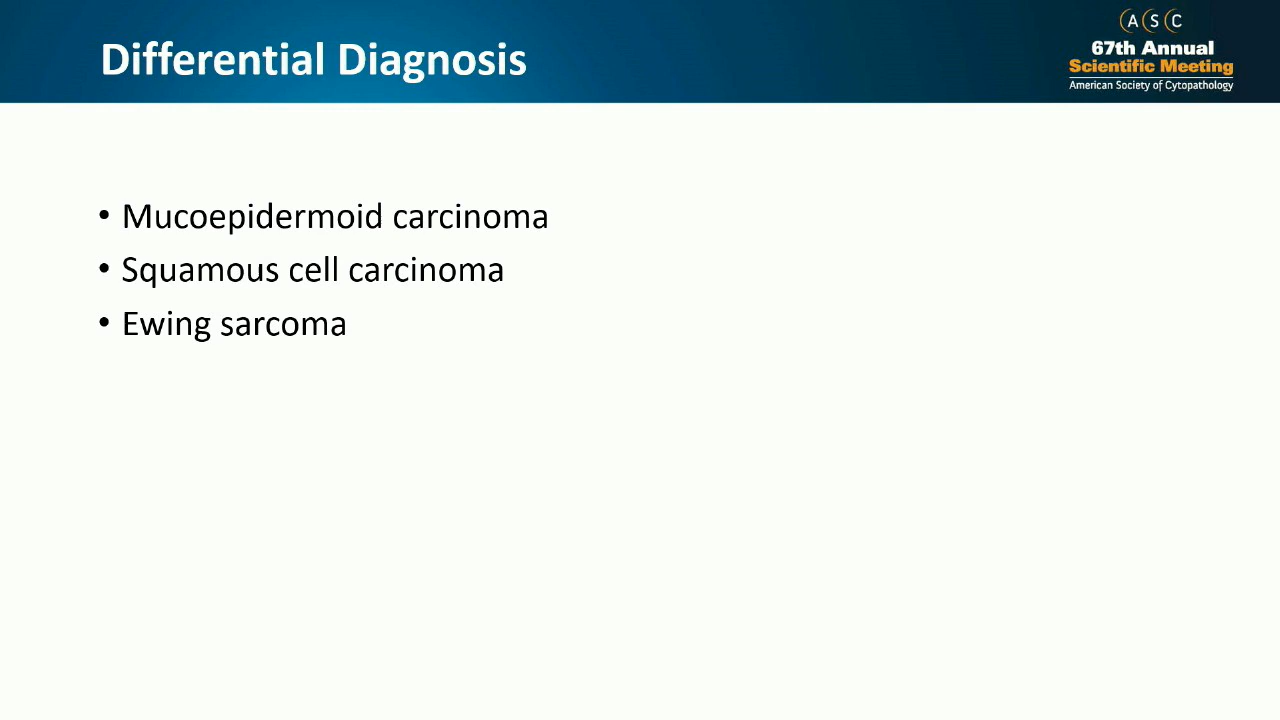 Differential Diagnosis
A S C
67th Annual
Scientific Meeting
American Society of Cytopathology
• Mucoepidermoid carcinoma
• Squamous cell carcinoma
• Ewing sarcoma